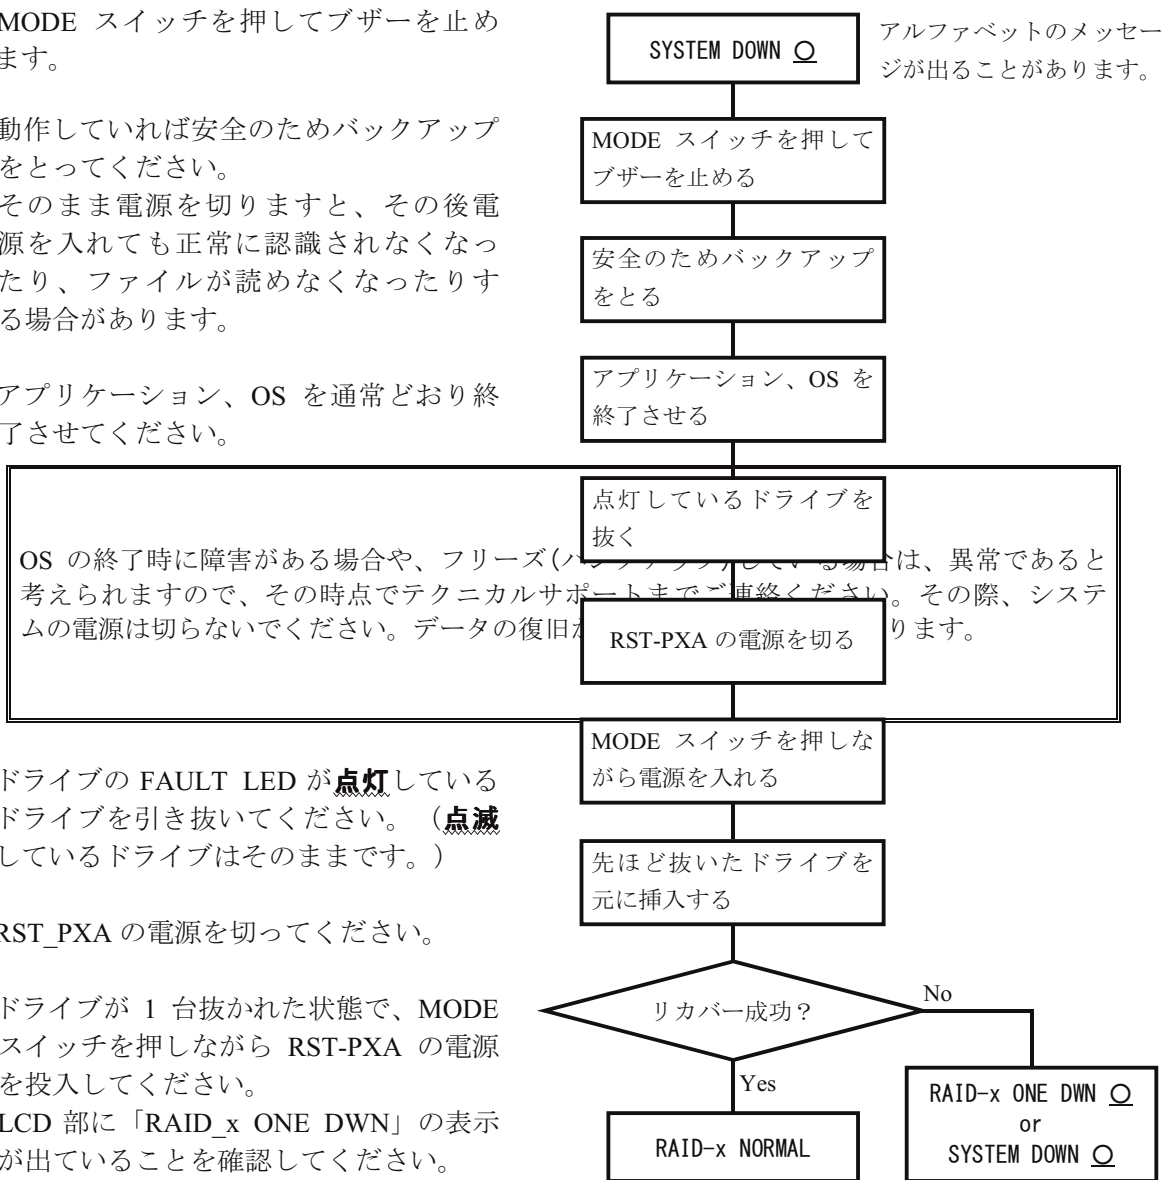 MODE スイッチを押してブザーを止め
ます。
動作していれば安全のためバックアップ
をとってください。
そのまま電源を切りますと、その後電
源を入れても正常に認識されなくなっ
たり、ファイルが読めなくなったりす
る場合があります。
アプリケーション、OS を通常どおり終
了させてください。
OS の終了時に障害がある場合や、フリーズ(ハングアップ)している場合は、異常であると
考えられますので、その時点でテクニカルサポートまでご連絡ください。その際、システ
ムの電源は切らないでください。データの復旧
ります。
ドライブの FAULT LED が点灯している
ドライブを引き抜いてください。（点滅
しているドライブはそのままです。）
RST_PXA の電源を切ってください。
ドライブが 1 台抜かれた状態で、MODE
スイッチを押しながら RST-PXA の電源
を投入してください。
LCD 部に「RAID_x ONE DWN」の表示
が出ていることを確認してください。
SYSTEM DOWN ○
アルファベットのメッセー
ジが出ることがあります。
MODE スイッチを押して
ブザーを止める
安全のためバックアップ
をとる
アプリケーション、OS を
終了させる
点灯しているドライブを
抜く
RST-PXA の電源を切る
MODE スイッチを押しな
がら電源を入れる
先ほど抜いたドライブを
元に挿入する
リカバー成功？
No
Yes
RAID-x NORMAL
RAID-x ONE DWN ○
or
SYSTEM DOWN ○